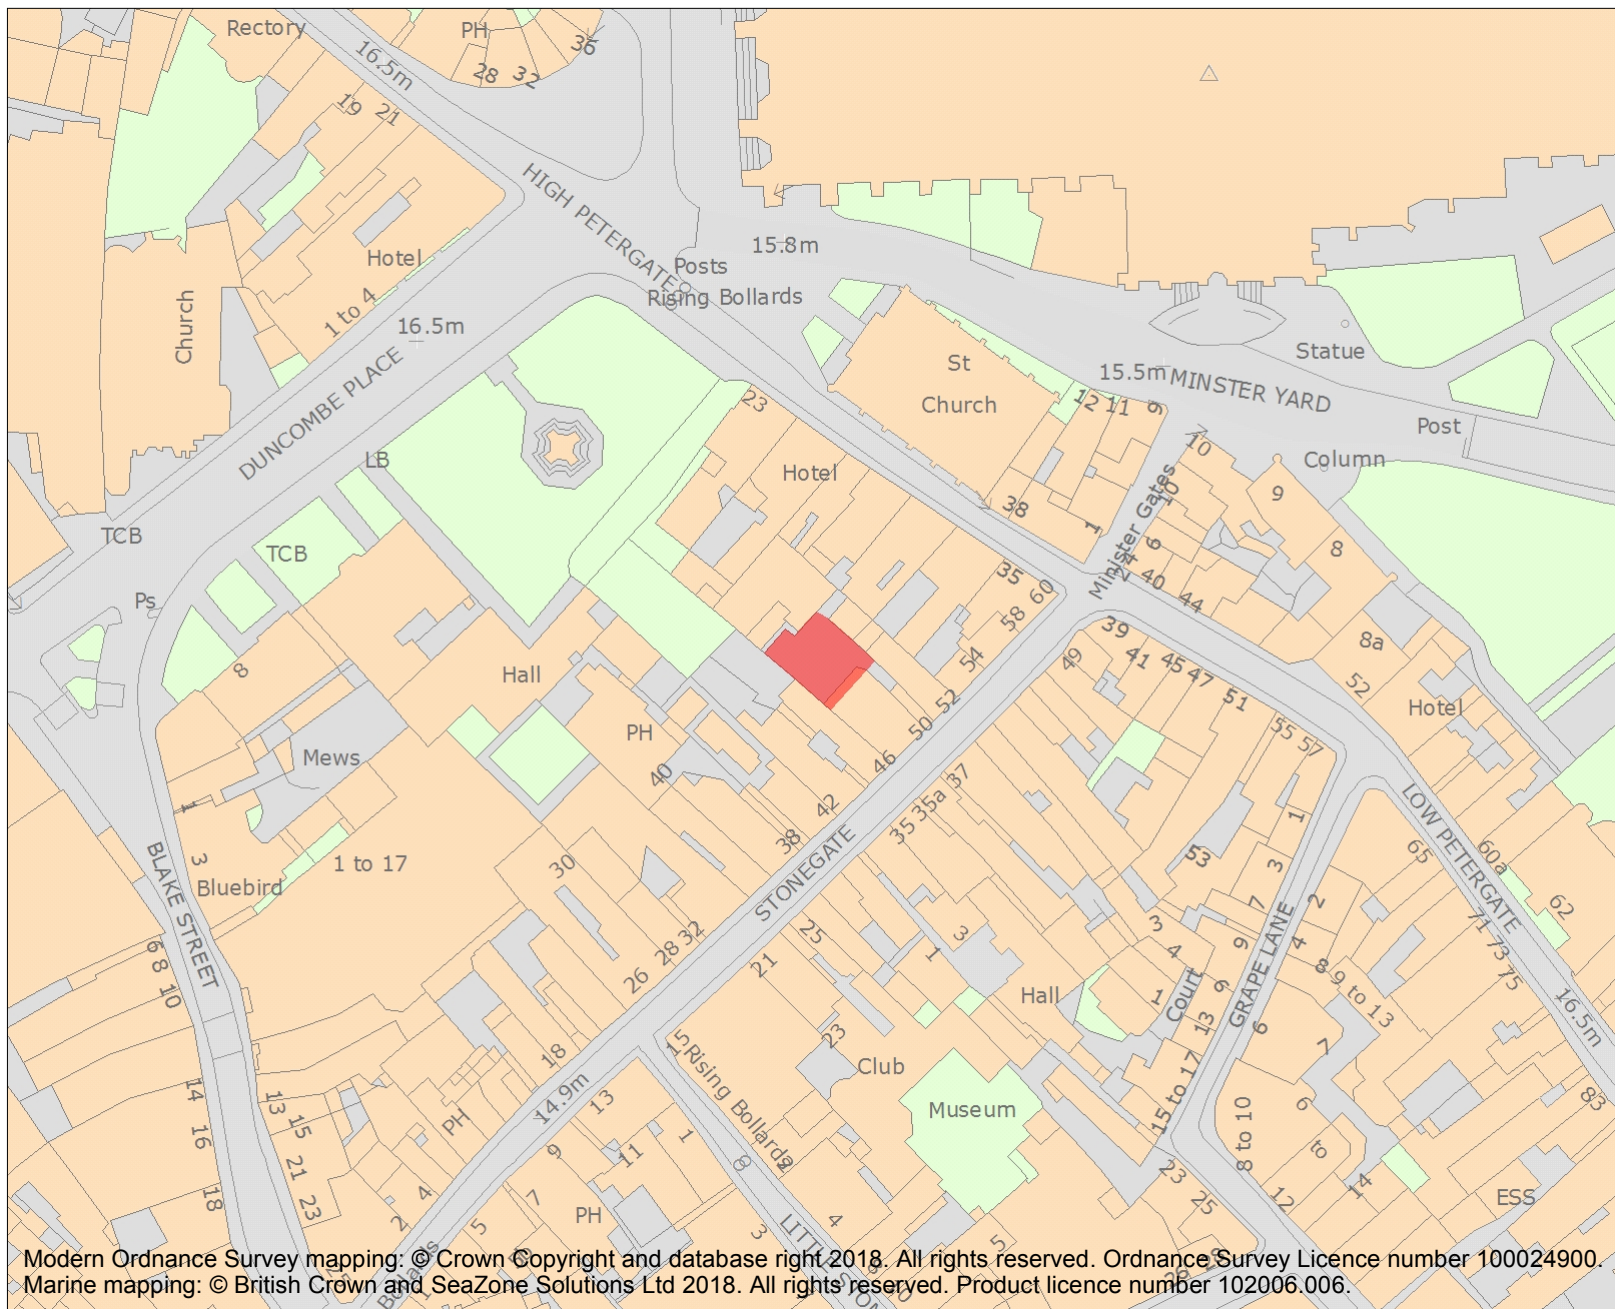 Rectory
PH
36
16.5m
28
32
19
21
HIGH PETERGATE
15.8m
Posts
Rising Bollards
Hotel
Church
1 to 4
16.5m
DUNCOMBE PLACE
St
Church
Statue
15.5m
MINSTER YARD
12
11
9
23
Post
Column
10
10
9
LB
Hotel
38
1
Minister Gates
6
8
TCB
TCB
24
40
44
35
60
58
Ps
39
41
45
47
51
8a
54
49
52
8
Hall
52
50
Hotel
PH
55
57
46
40
Mews
37
35a
35
42
38
LOW PETERGATE
1
1
STONEGATE
65
60a
3
Bluebird
1 to 17
30
53
3
7
2
62
BLAKE STREET
25
3
1
3
4
9
4
71
73
75
6
8
10
32
28
26
21
Hall
1
Court
6
13
GRAPE LANE
8
9 to 13
6
7
16.5m
15
23
Club
18
14.9m
Rising Bollards
Museum
15 to 17
14
13
15
13
PH
16
11
9
1
8
2
8 to 10
6
to
14
83
21
23
18
23
25
12
ESS
4
2
7
5
PH
3
4
5
LITTLE STON
Modern Ordnance Survey mapping: © Crown Copyright and database right 2018. All rights reserved. Ordnance Survey Licence number 100024900.
Marine mapping: © British Crown and SeaZone Solutions Ltd 2018. All rights reserved. Product licence number 102006.006.